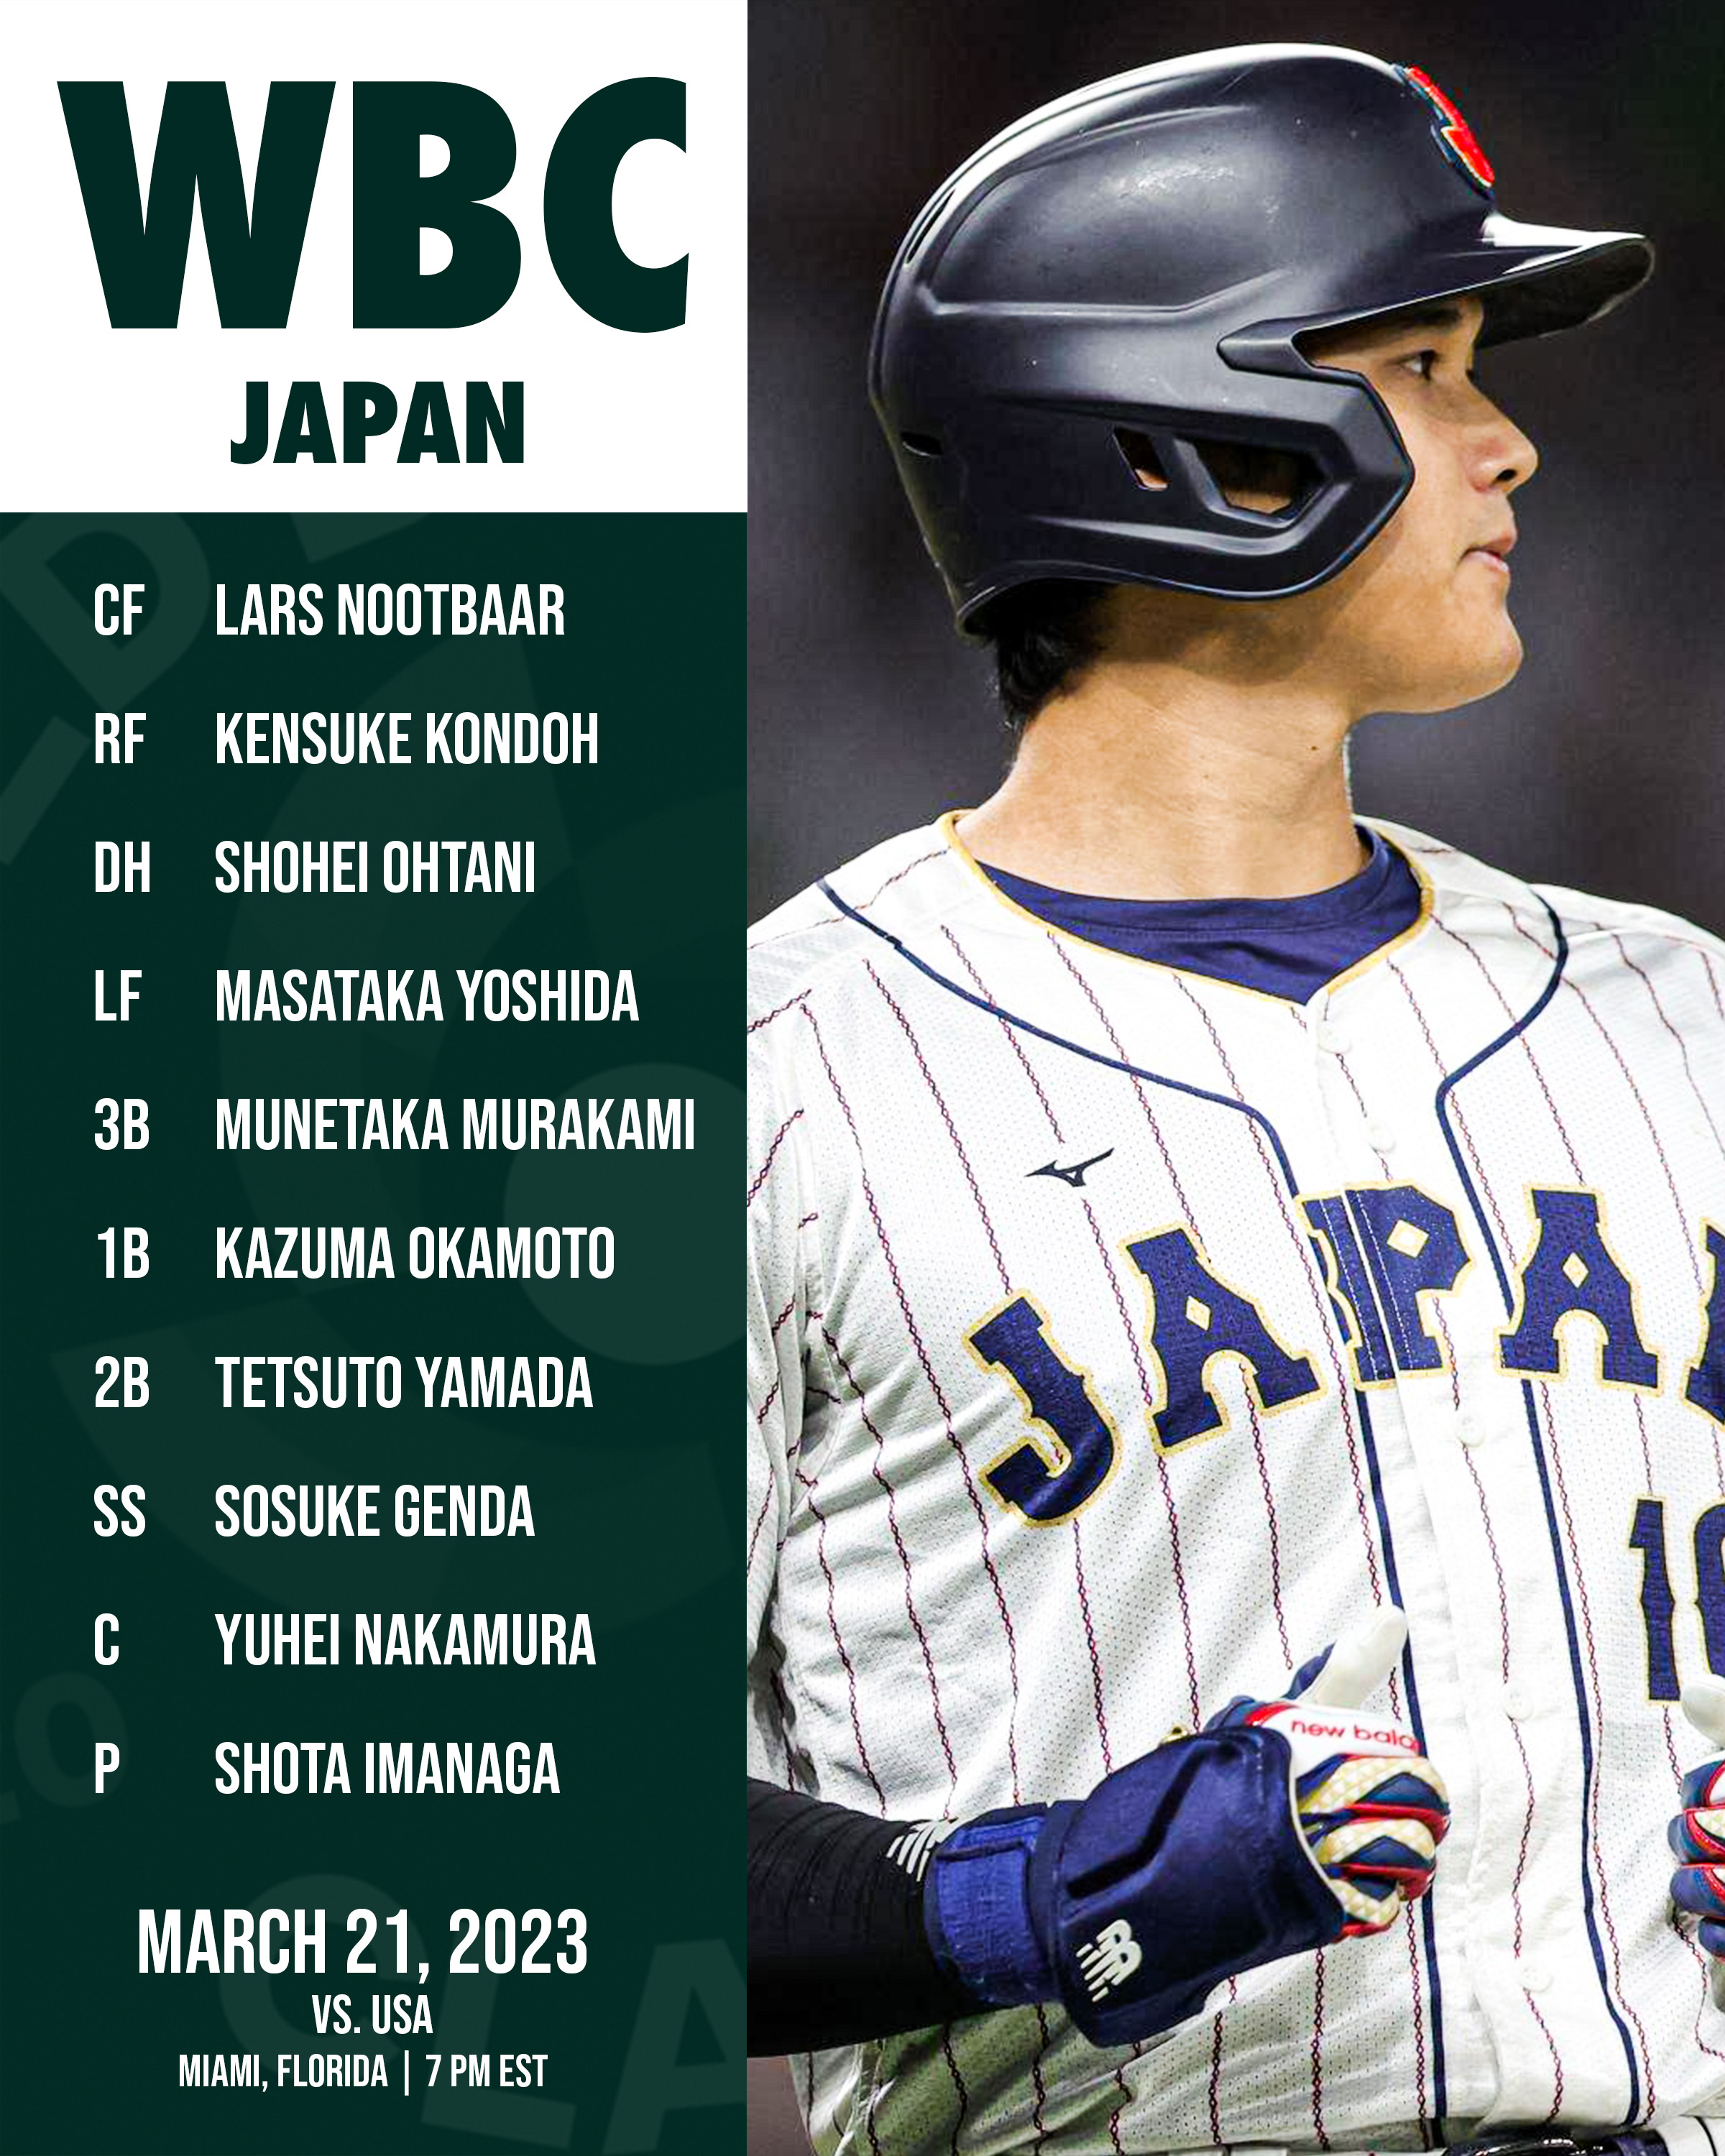 WBC
JAPAN
CF LARS NOOTBAAR
RF KENSUKE KONDOH
DH SHOHEI OHTANI
LF MASATAKA YOSHIDA
3B MUNETAKA MURAKAMI
1B KAZUMA OKAMOTO
2B TETSUTO YAMADA
SS SOSUKE GENDA
C YUHEI NAKAMURA
P SHOTA IMANAGA
MARCH 21, 2023
VS. USA
MIAMI, FLORIDA | 7 PM EST
JAPA
new bala